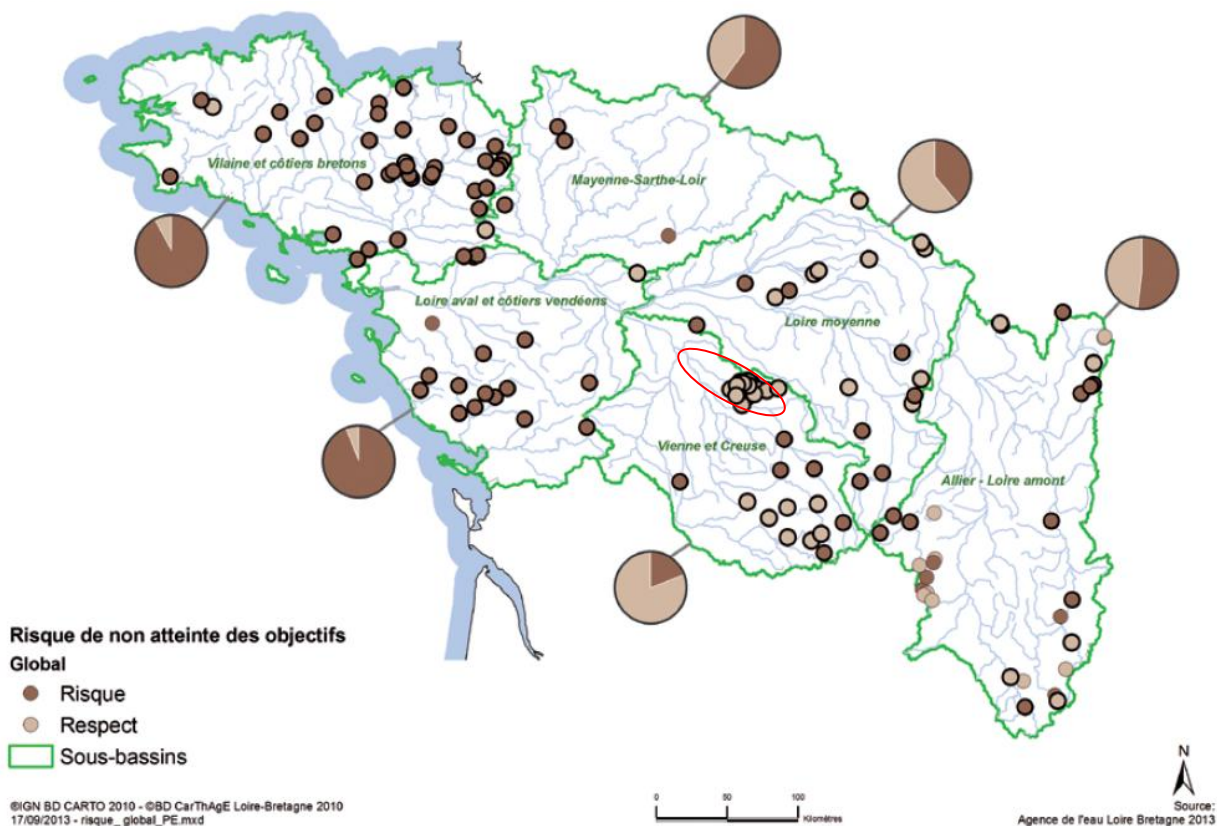 Vilaine et côtiers bretons
Mayenne-Sarthe-Loir
Loire aval et côtiers vendéens
Loire moyenne
Vienne et Creuse
Allier - Loire amont
Risque de non atteinte des objectifs
Global
Risque
Respect
Sous-bassins
©IGN BD CARTO 2010 - ©BD CarThAgE Loire-Bretagne 2010
17/09/2013 - risque_ global_PE.mxd
0 50 100
Kilomètres
N
Source:
Agence de l'eau Loire Bretagne 2013